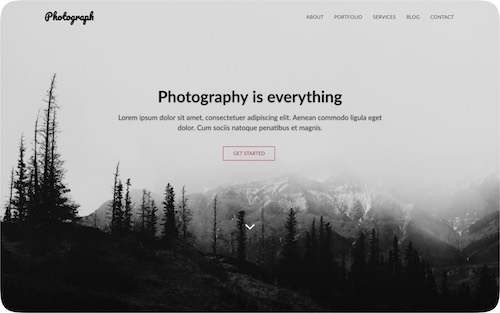 Photograph
ABOUT PORTFOLIO SERVICES BLOG CONTACT
Photography is everything
Lorem ipsum dolor sit amet, consectetuer adipiscing elit. Aenean commodo ligula eget
dolor. Cum sociis natoque penatibus et magnis.
GET STARTED